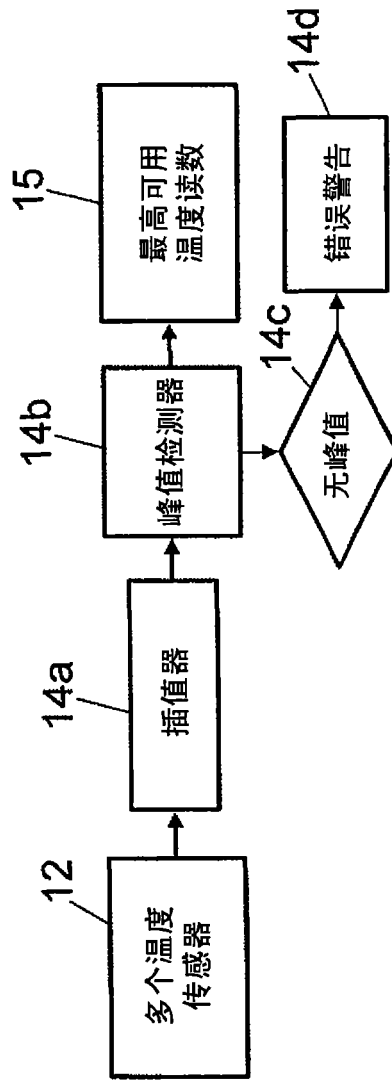 12
多个温度
传感器
14a
插值器
14b
峰值检测器
15
最高可用
温度读数
14c
无峰值
14d
错误警告